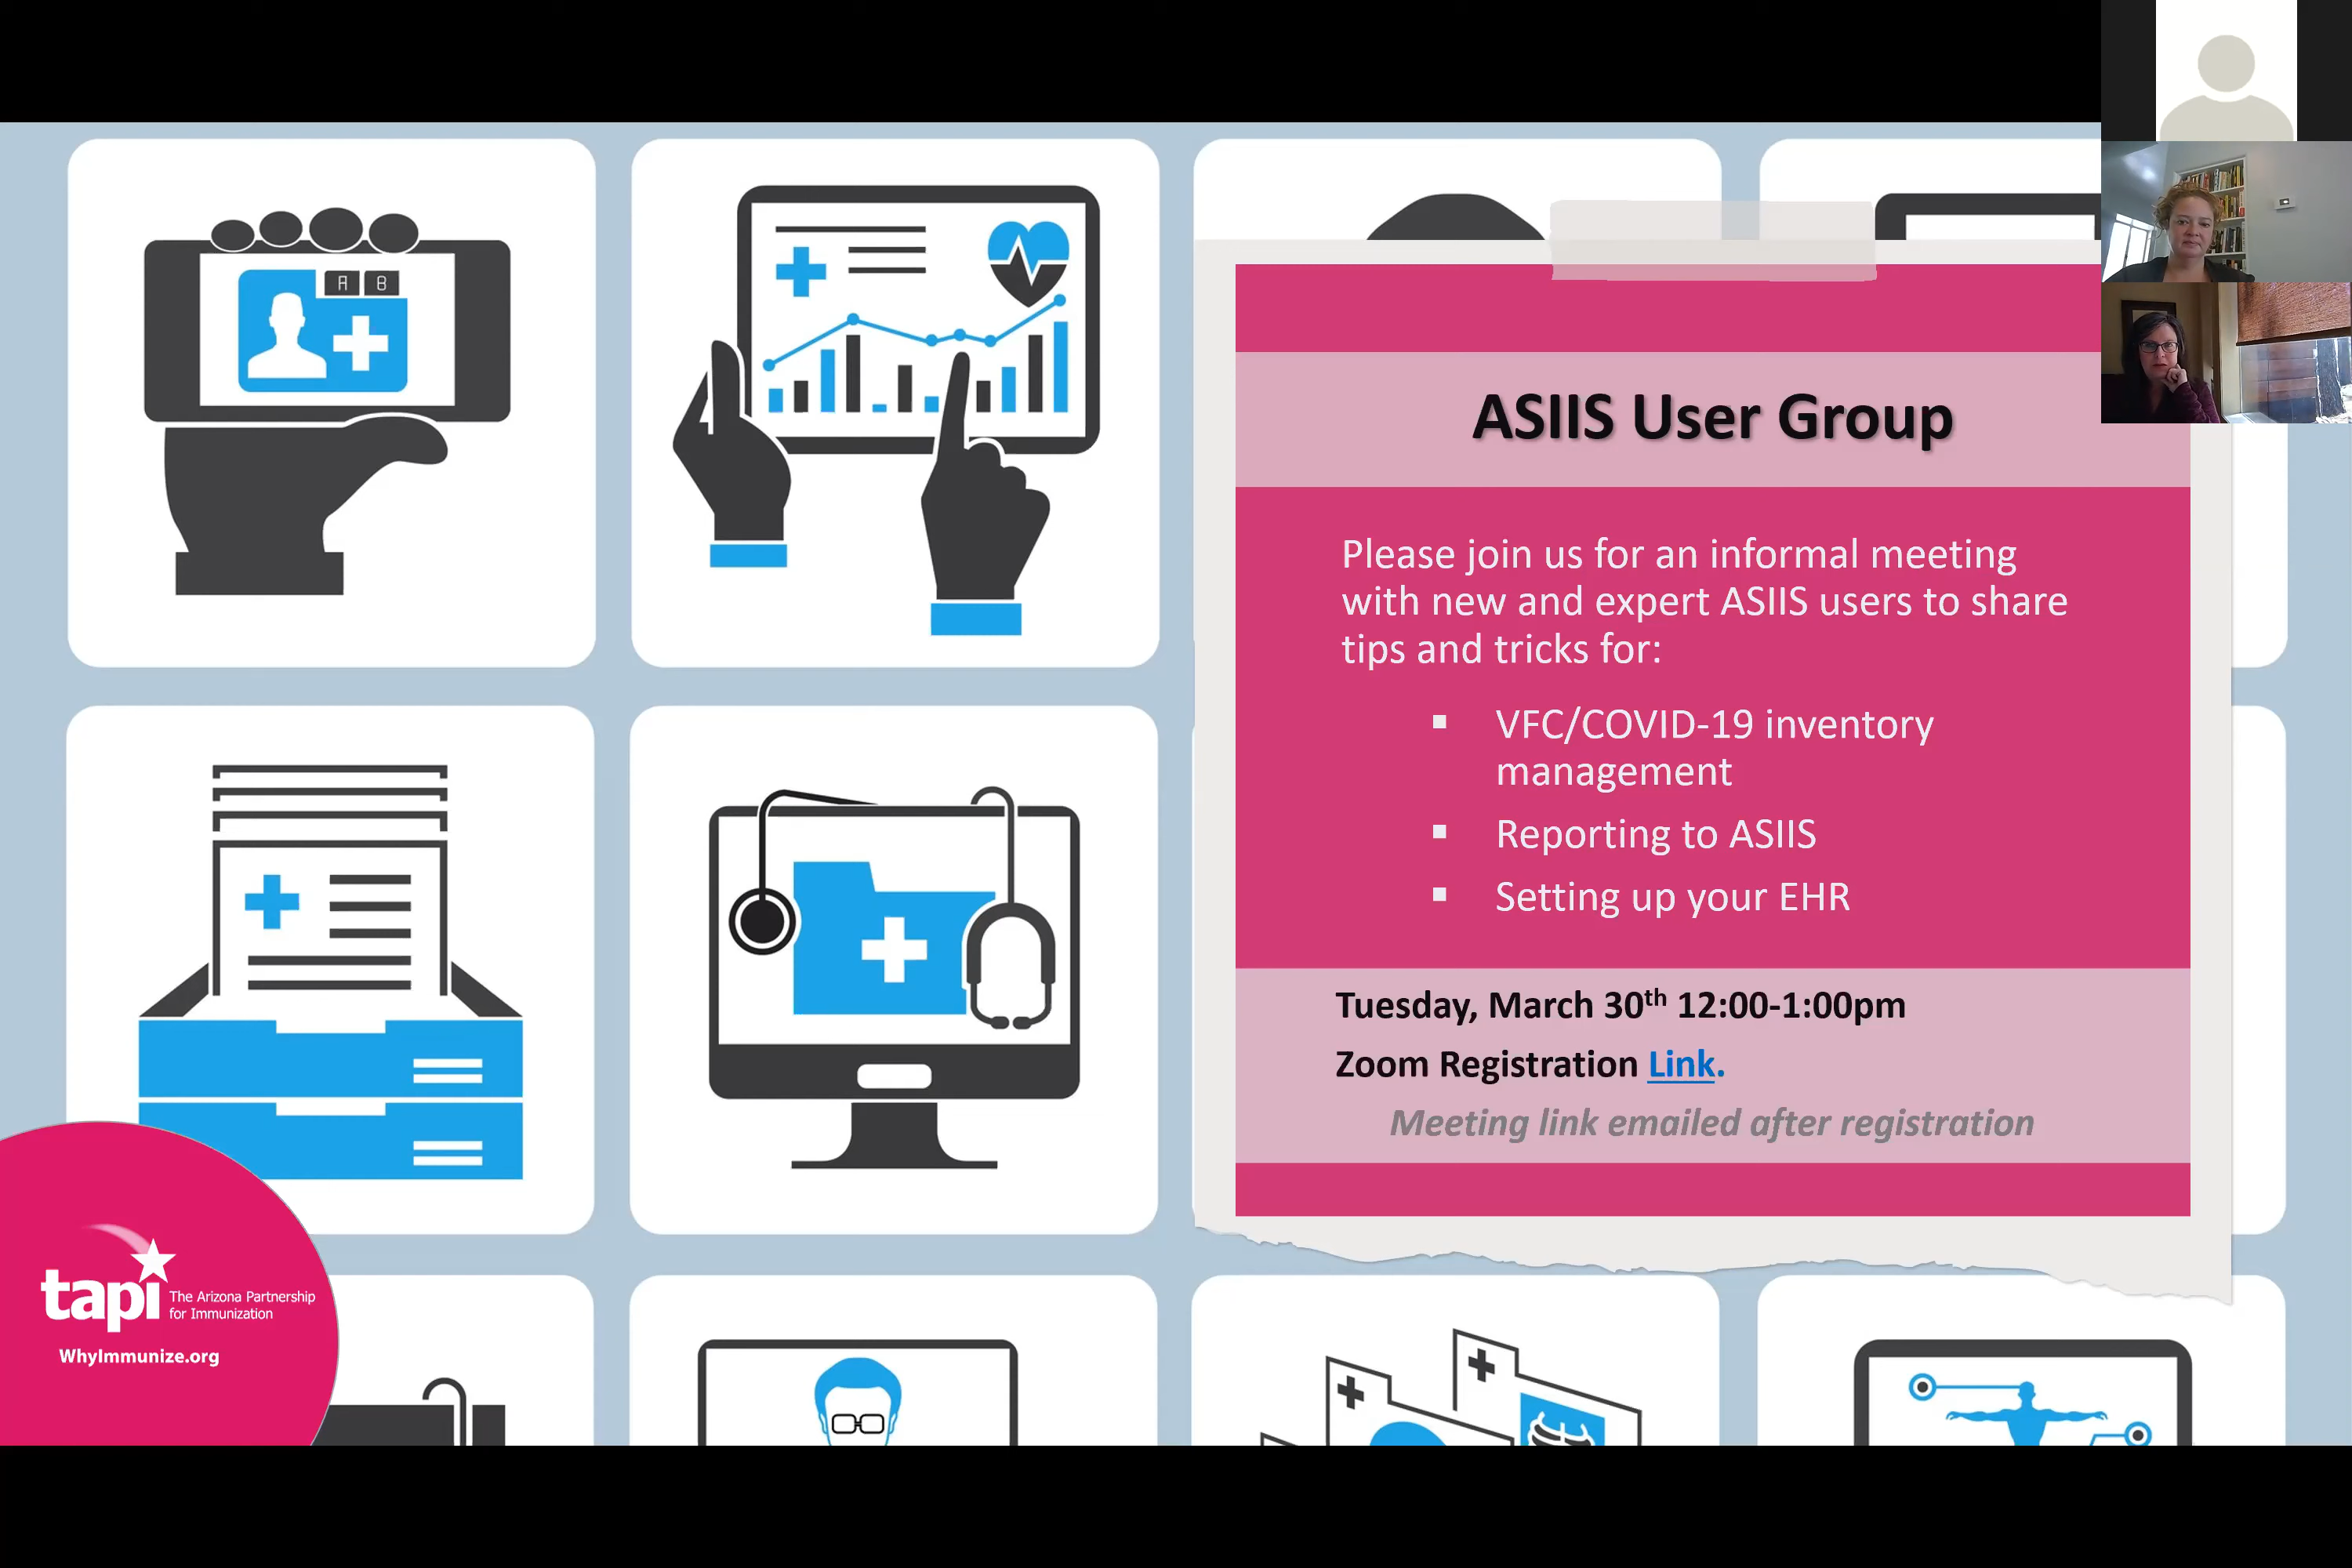 A B
ASIIS User Group
Please join us for an informal meeting
with new and expert ASIIS users to share
tips and tricks for:
▪ VFC/COVID-19 inventory
management
▪ Reporting to ASIIS
▪ Setting up your EHR
Tuesday, March 30th 12:00-1:00pm
Zoom Registration Link.
Meeting link emailed after registration
tapi
The Arizona Partnership
for Immunization
WhyImmunize.org